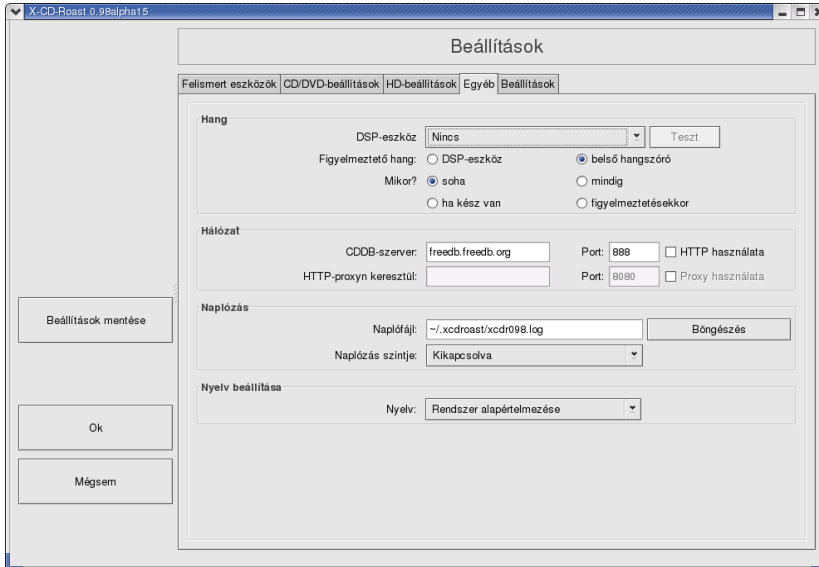 X-CD-Roast 0.98alpha15
Beállítások
Felismert eszközök CD/DVD-beállítások HD-beállítások Egyéb Beállítások
Hang
DSP-eszköz Nincs Teszt
Figyelmeztető hang: DSP-eszköz belső hangszóró
Mikor? soha mindig
ha kész van figyelmeztetésekkor
Hálózat
CDDB-szerver: freedb.freedb.org Port: 888 HTTP használata
HTTP-proxyn keresztül: Port: 8080 Proxy használata
Naplózás
Naplófájl: ~/.xcdroast/xcdr098.log Böngészés
Naplózás szintje: Kikapcsolva
Nyelv beállítása
Nyelv: Rendszer alapértelmezése
Beállítások mentése
Ok
Mégsem